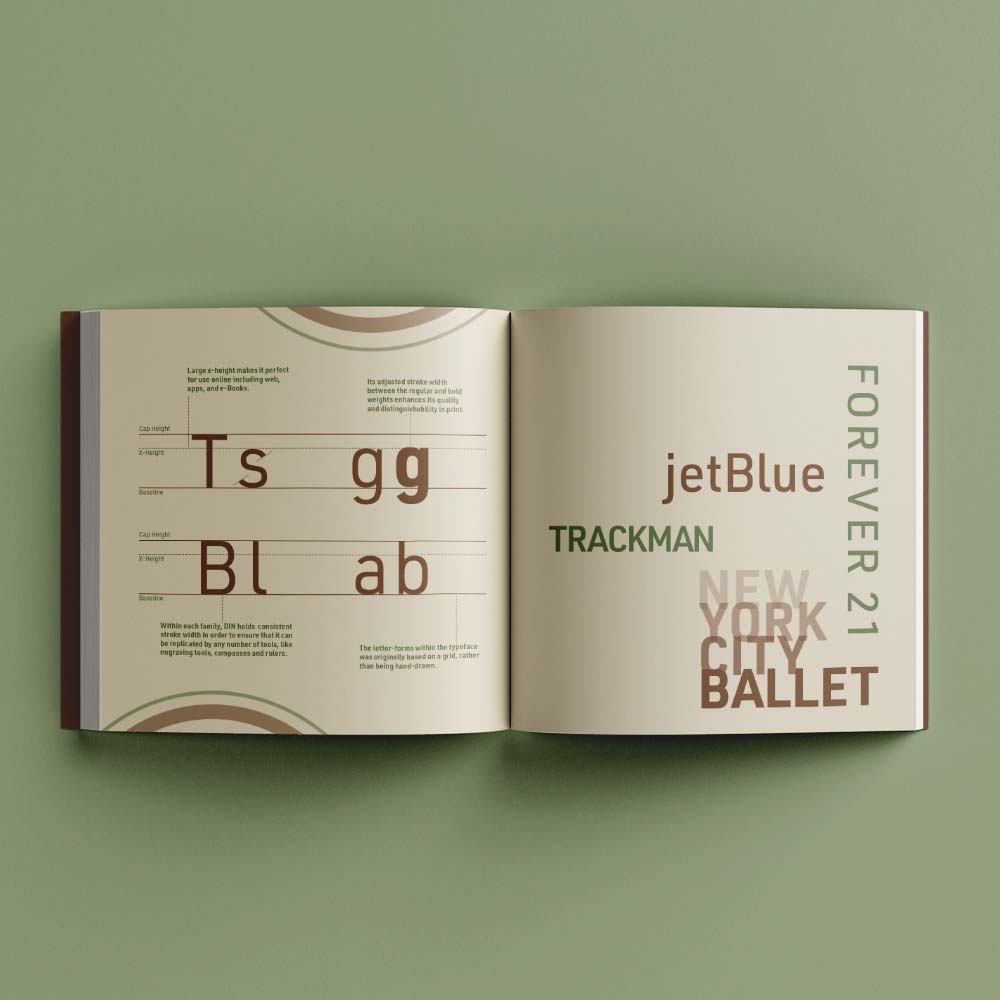 Large x-height makes it perfect
for use online including web,
apps, and e-Books.
Its adjusted stroke width
between the regular and bold
weights enhances its quality
and distinguishability in print.
Cap Height
X-Height
Baseline
Ts gg
Cap Height
X-Height
Baseline
Bl ab
Within each family, DIN holds consistent
stroke width in order to ensure that it can
be replicated by any number of tools, like
engraving tools, compasses and rulers.
The letter-forms within the typeface
was originally based on a grid, rather
than being hand-drawn.
jetBlue
TRACKMAN
NEW
YORK
CITY
BALLET
FOREVER 21